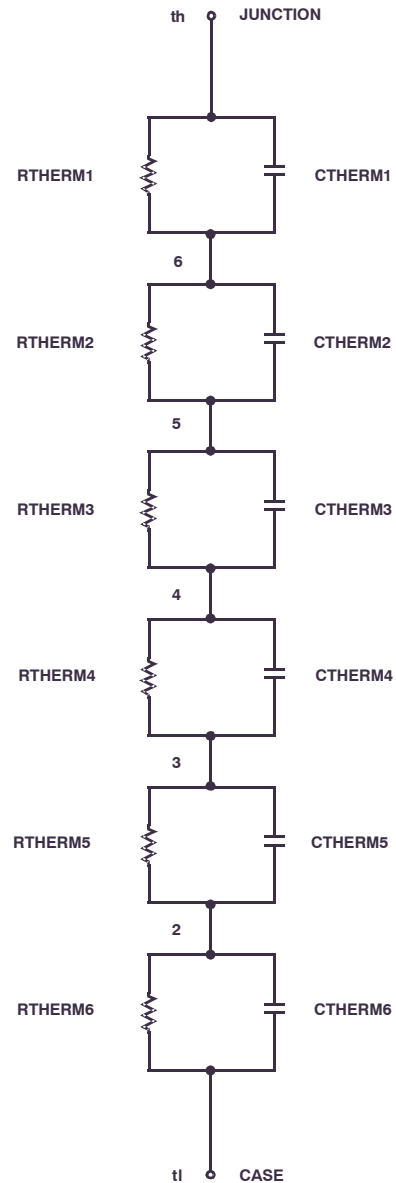 th JUNCTION
RTHERM1 CTHERM1
6
RTHERM2 CTHERM2
5
RTHERM3 CTHERM3
4
RTHERM4 CTHERM4
3
RTHERM5 CTHERM5
2
RTHERM6 CTHERM6
tl CASE